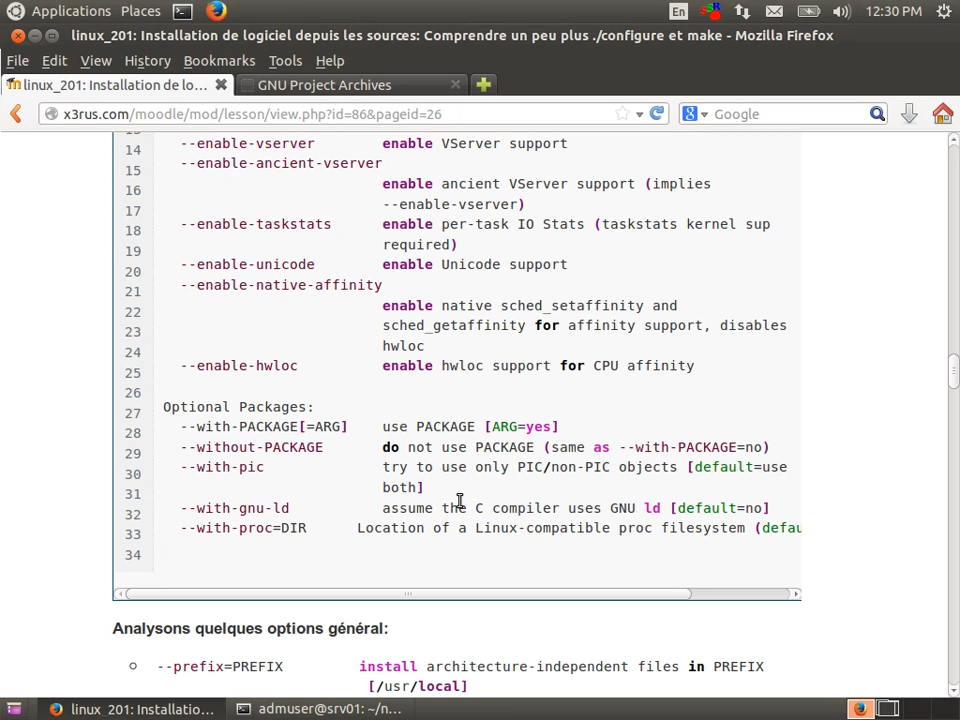 Applications Places En 12:30 PM
linux_201: Installation de logiciel depuis les sources: Comprendre un peu plus ./configure et make - Mozilla Firefox
File Edit View History Bookmarks Tools Help
linux_201: Installation de lo... GNU Project Archives
x3rus.com/moodle/mod/lesson/view.php?id=86&pageid=26 Google
14 --enable-vserver enable VServer support
15 --enable-ancient-vserver
16 enable ancient VServer support (implies
17 --enable-vserver)
18 --enable-taskstats enable per-task IO Stats (taskstats kernel sup
19 required)
20 --enable-unicode enable Unicode support
21 --enable-native-affinity
22 enable native sched_setaffinity and
23 sched_getaffinity for affinity support, disables
24 hwloc
25 --enable-hwloc enable hwloc support for CPU affinity
26
27 Optional Packages:
28 --with-PACKAGE[=ARG] use PACKAGE [ARG=yes]
29 --without-PACKAGE do not use PACKAGE (same as --with-PACKAGE=no)
30 --with-pic try to use only PIC/non-PIC objects [default=use
31 both]
32 --with-gnu-ld assume the C compiler uses GNU ld [default=no]
33 --with-proc=DIR Location of a Linux-compatible proc filesystem (defau
34
Analysons quelques options général:
--prefix=PREFIX install architecture-independent files in PREFIX
[/usr/local]
linux_201: Installatio... admuser@srv01: ~/n...